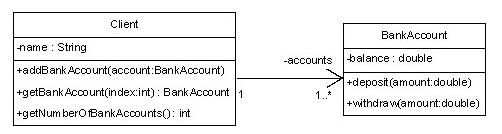 Client
-name : String
+addBankAccount(account:BankAccount)
+getBankAccount(index:int) : BankAccount
+getNumberOfBankAccounts() : int
-accounts
1
1..*
BankAccount
-balance : double
+deposit(amount:double)
+withdraw(amount:double)